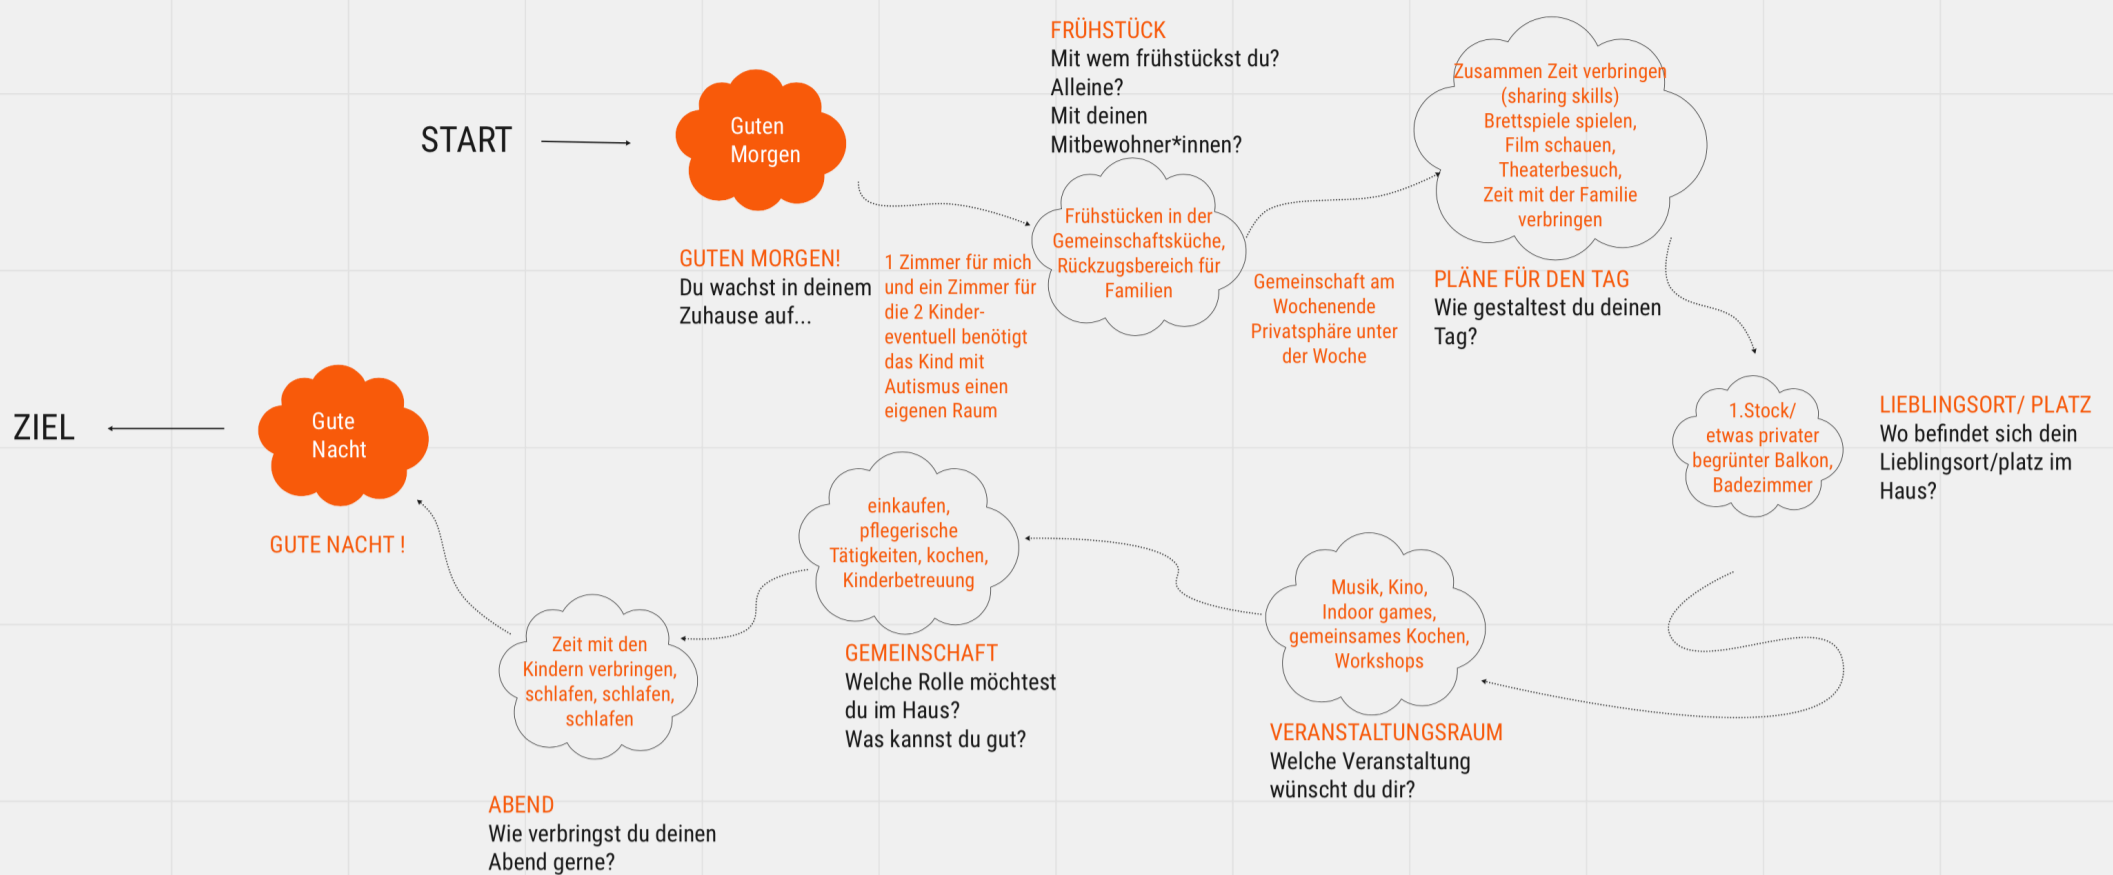 START
Guten
Morgen
GUTEN MORGEN!
Du wachst in deinem
Zuhause auf...
1 Zimmer für mich
und ein Zimmer für
die 2 Kinder-
eventuell benötigt
das Kind mit
Autismus einen
eigenen Raum
FRÜHSTÜCK
Mit wem frühstückst du?
Alleine?
Mit deinen
Mitbewohner*innen?
Frühstücken in der
Gemeinschaftsküche,
Rückzugsbereich für
Familien
Gemeinschaft am
Wochenende
Privatsphäre unter
der Woche
Zusammen Zeit verbringen
(sharing skills)
Brettspiele spielen,
Film schauen,
Theaterbesuch,
Zeit mit der Familie
verbringen
PLÄNE FÜR DEN TAG
Wie gestaltest du deinen
Tag?
1.Stock/
etwas privater
begrünter Balkon,
Badezimmer
LIEBLINGSORT/ PLATZ
Wo befindet sich dein
Lieblingsort/platz im
Haus?
Musik, Kino,
Indoor games,
gemeinsames Kochen,
Workshops
VERANSTALTUNGSRAUM
Welche Veranstaltung
wünscht du dir?
einkaufen,
pflegerische
Tätigkeiten, kochen,
Kinderbetreuung
GEMEINSCHAFT
Welche Rolle möchtest
du im Haus?
Was kannst du gut?
Zeit mit den
Kindern verbringen,
schlafen, schlafen,
schlafen
ABEND
Wie verbringst du deinen
Abend gerne?
Gute
Nacht
GUTE NACHT !
ZIEL